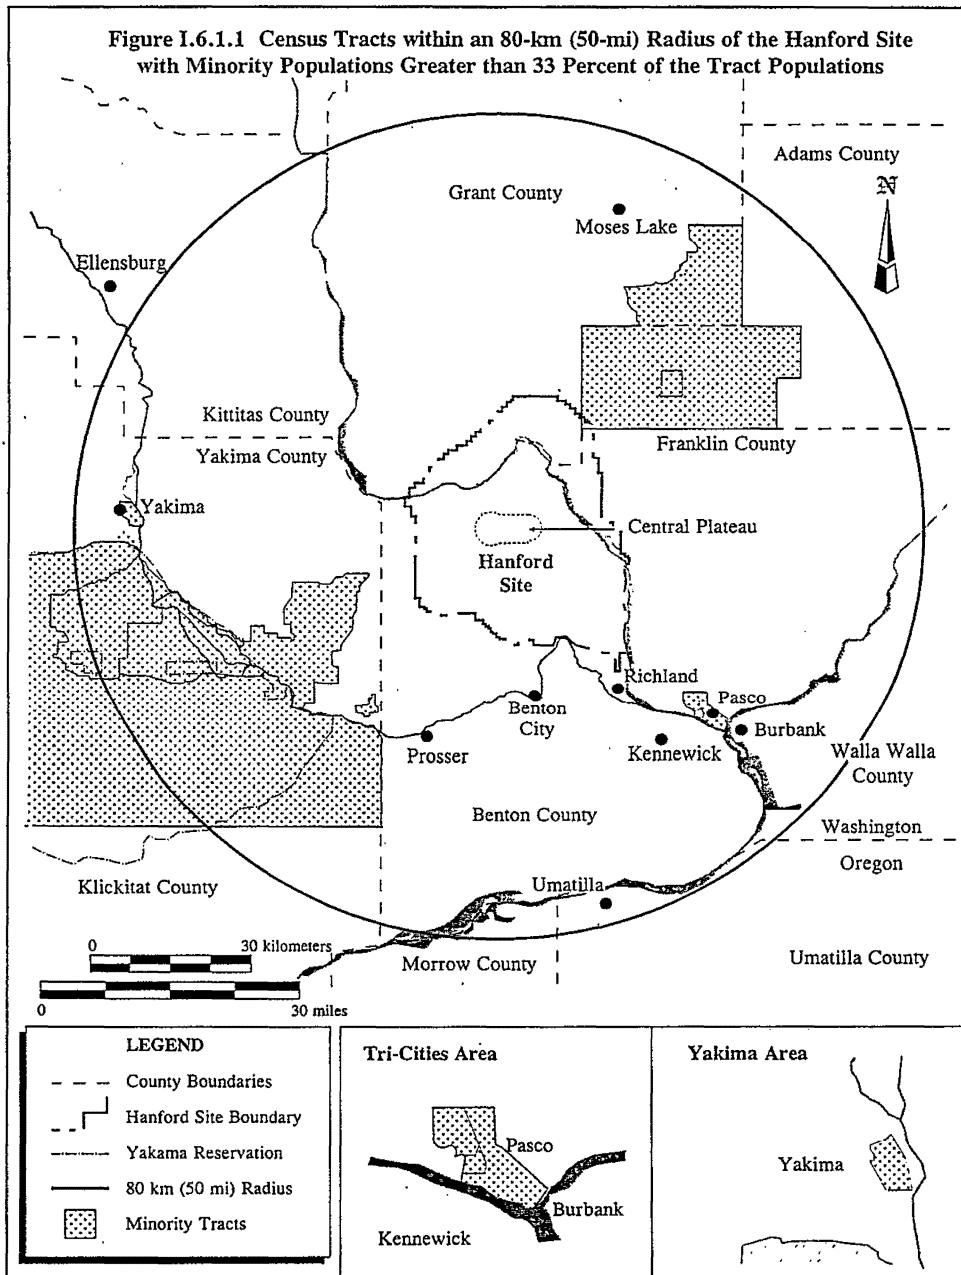 Figure I.6.1.1 Census Tracts within an 80-km (50-mi) Radius of the Hanford Site
with Minority Populations Greater than 33 Percent of the Tract Populations
Adams County
N
Grant County
Moses Lake
Ellensburg
Kittitas County
Yakima County
Franklin County
Yakima
Central Plateau
Hanford
Site
Richland
Pasco
Benton
City
Burbank
Prosser
Kennewick
Walla Walla
County
Benton County
Washington
Oregon
Klickitat County
Umatilla
0 30 kilometers
Morrow County
Umatilla County
0 30 miles
LEGEND
County Boundaries
Hanford Site Boundary
Yakama Reservation
80 km (50 mi) Radius
Minority Tracts
Tri-Cities Area
Pasco
Burbank
Kennewick
Yakima Area
Yakima